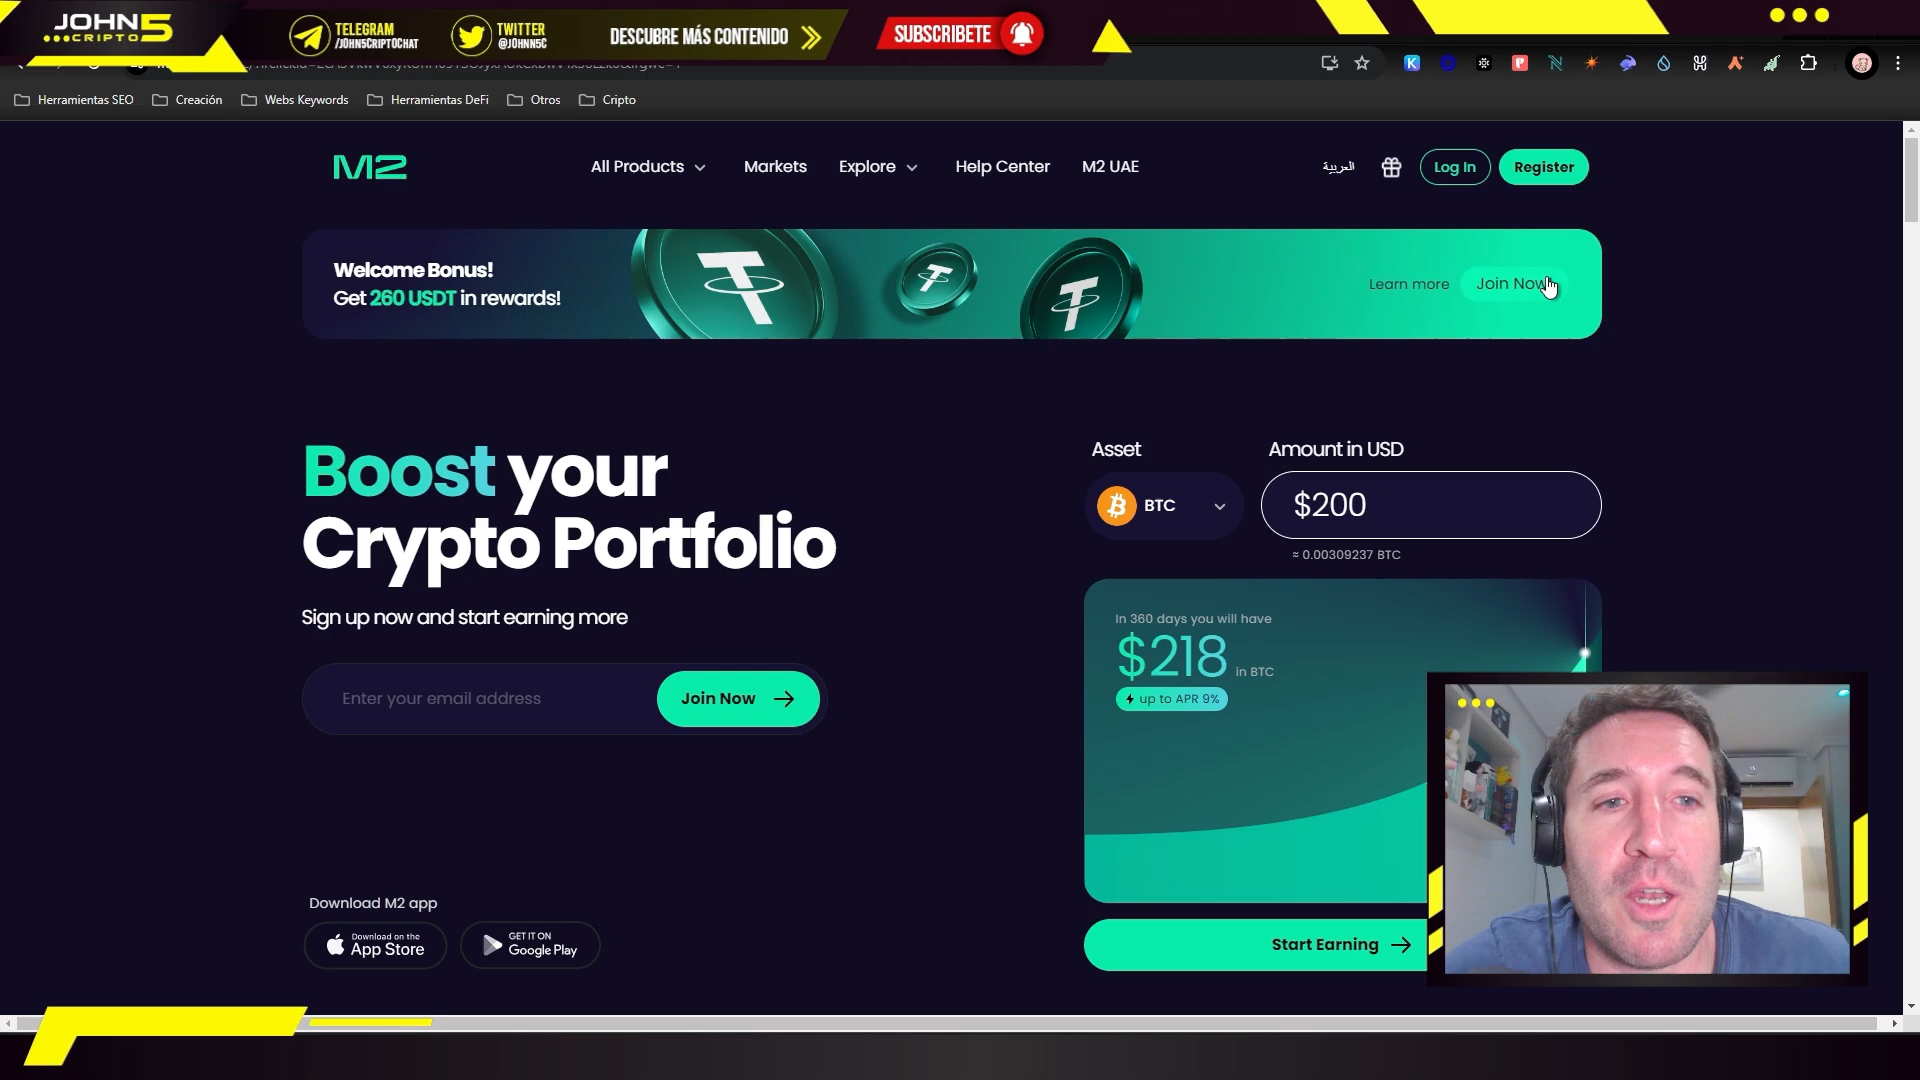 JOHN5
CRIPTO
TELEGRAM
/JOHN5CRIPTOCHAT
TWITTER
@JOHNN5C
DESCUBRE MÁS CONTENIDO
SUBSCRIBETE
Herramientas SEO
Creación
Webs Keywords
Herramientas DeFi
Otros
Cripto
M2
All Products
Markets
Explore
Help Center
M2 UAE
العربية
Log In
Register
Welcome Bonus!
Get 260 USDT in rewards!
Learn more
Join Now
Boost your
Crypto Portfolio
Sign up now and start earning more
Enter your email address
Join Now
Asset
Amount in USD
BTC
$200
≈ 0.00309237 BTC
In 360 days you will have
$218 in BTC
up to APR 9%
Start Earning
Download M2 app
Download on the
App Store
GET IT ON
Google Play